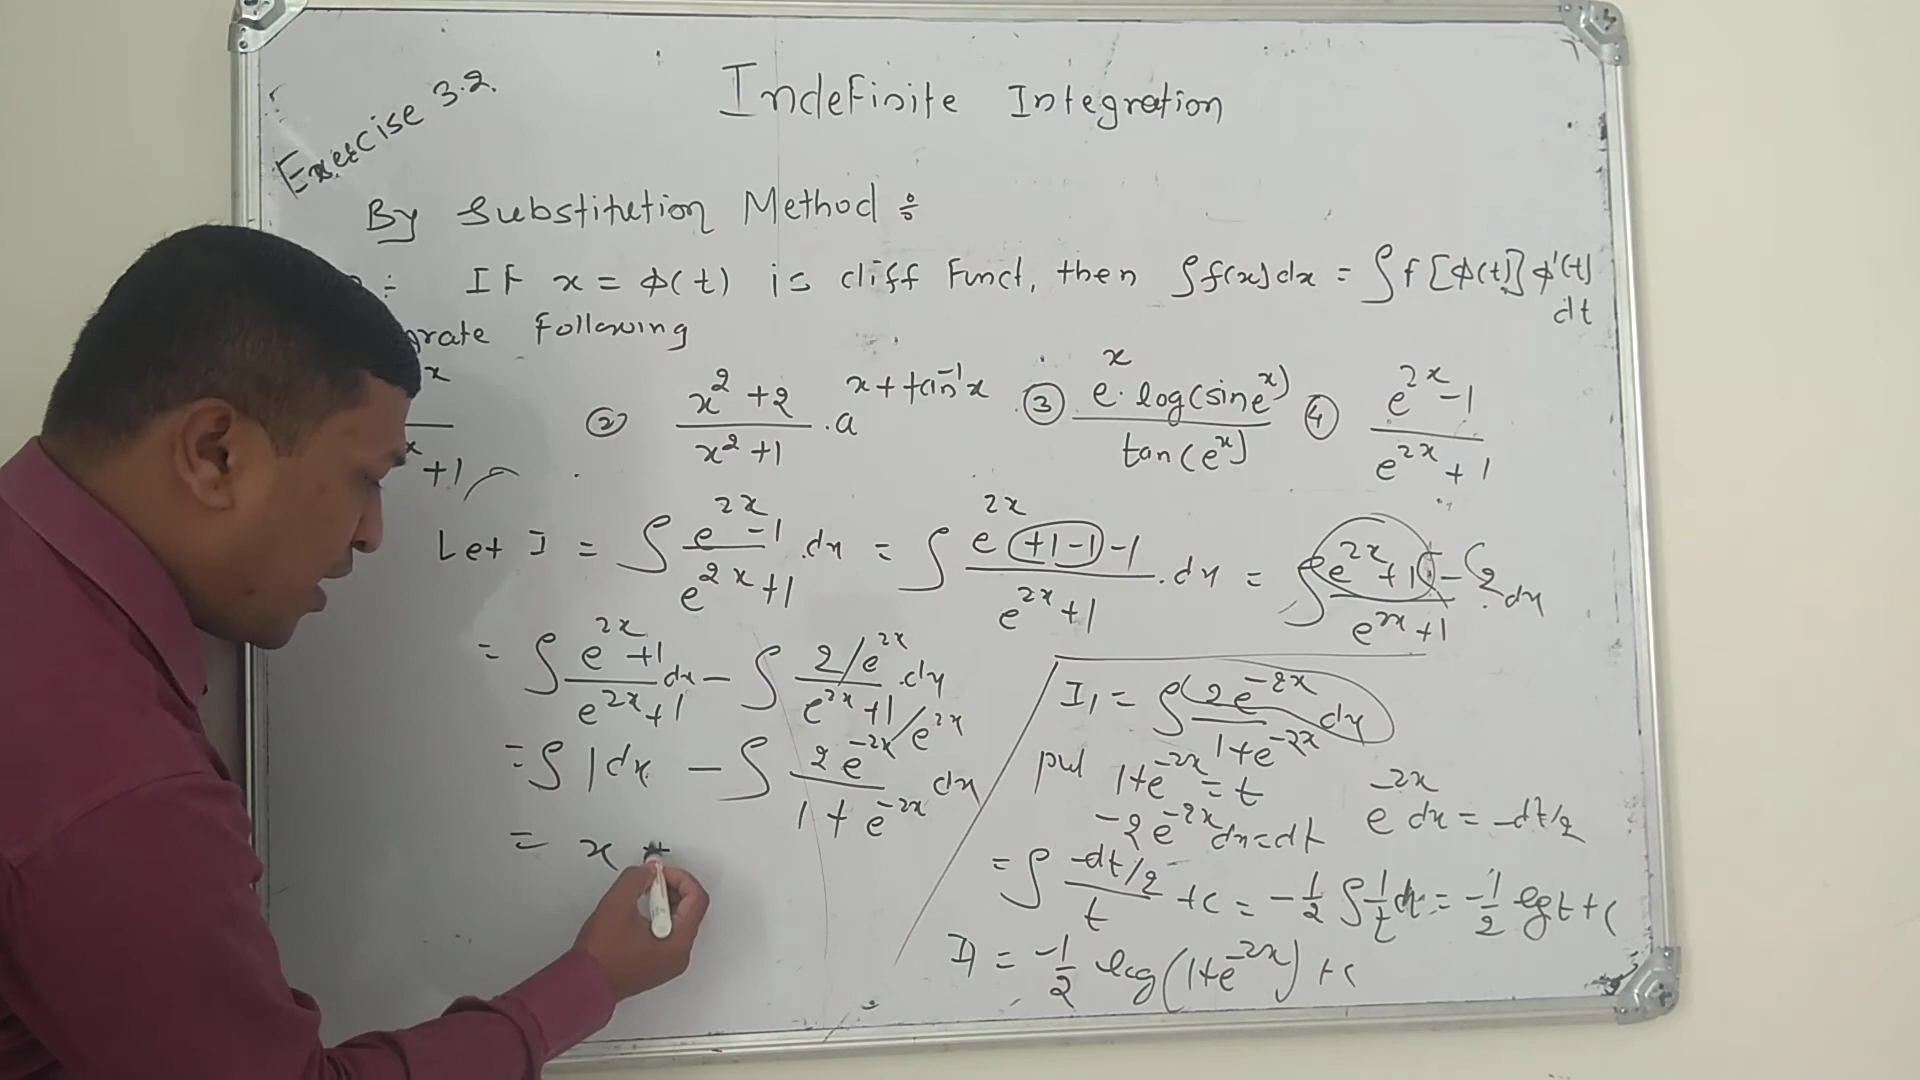 Exercise 3.2.
Indefinite Integration
By Substitution Method ÷
÷ If x = ϕ(t) is diff Funct, then ∫f(x)dx = ∫f[ϕ(t)]ϕ'(t)
dt
grate Following
x / x +1 ② x²+2 / x²+1 .a^(x+tan⁻¹x) ③ e^x.log(sine^x) / tan(e^x) ④ e^2x -1 / e^2x +1
Let I = ∫ e^2x -1 / e^2x +1 .dx = ∫ e^2x +1-1-1 / e^2x +1 .dx = ∫ (e^2x +1) - 2 / e^2x +1 dx
= ∫ e^2x +1 / e^2x +1 dx - ∫ 2/e^2x / e^2x +1/e^2x .dx
= ∫ 1dx - ∫ 2e^-2x / 1+e^-2x dx
= x +
I₁ = ∫ 2e^-2x / 1+e^-2x dx
put 1+e^-2x = t
-2e^-2x dx = dt e^-2x dx = -dt/2
= ∫ -dt/2 / t +c = -1/2 ∫ 1/t dt = -1/2 logt +c
I₁ = -1/2 log(1+e^-2x) +c